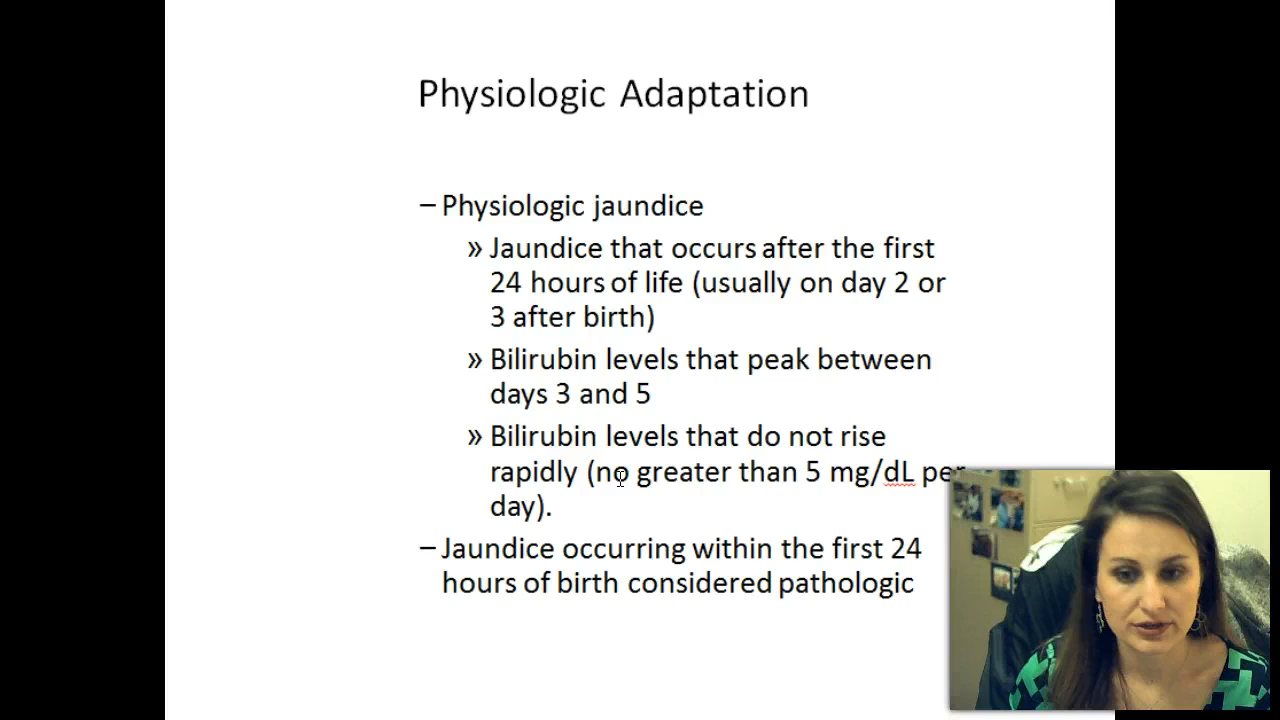 Physiologic Adaptation
– Physiologic jaundice
» Jaundice that occurs after the first
24 hours of life (usually on day 2 or
3 after birth)
» Bilirubin levels that peak between
days 3 and 5
» Bilirubin levels that do not rise
rapidly (no greater than 5 mg/dL per
day).
– Jaundice occurring within the first 24
hours of birth considered pathologic